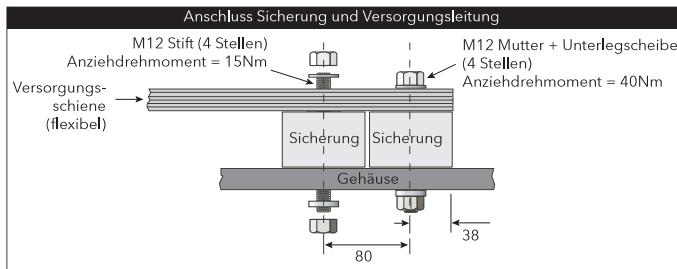 Anschluss Sicherung und Versorgungsleitung
M12 Stift (4 Stellen)
Anziehdrehmoment = 15Nm
M12 Mutter + Unterlegscheibe
(4 Stellen)
Anziehdrehmoment = 40Nm
Versorgungs-
schiene
(flexibel)
Sicherung
Sicherung
Gehäuse
38
80